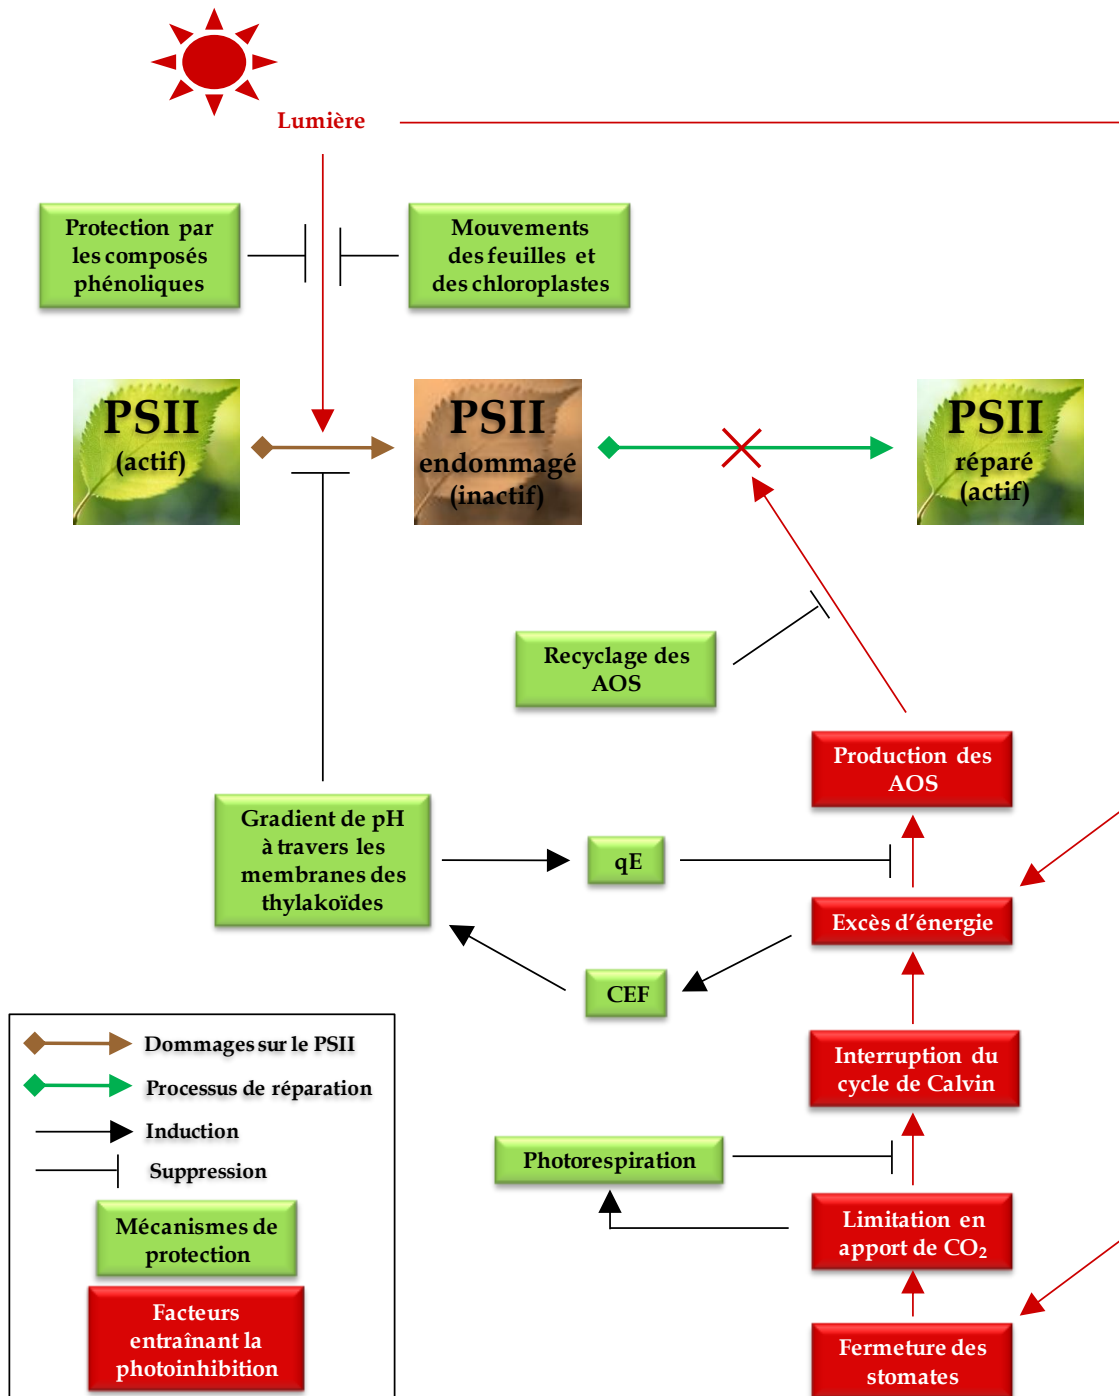 Lumière
Protection par
les composés
phénoliques
Mouvements
des feuilles et
des chloroplastes
PSII
(actif)
PSII
endommagé
(inactif)
PSII
réparé
(actif)
Recyclage des
AOS
Production des
AOS
Gradient de pH
à travers les
membranes des
thylakoïdes
qE
Excès d'énergie
CEF
Interruption du
cycle de Calvin
Photorespiration
Limitation en
apport de CO₂
Fermeture des
stomates
Dommages sur le PSII
Processus de réparation
Induction
Suppression
Mécanismes de
protection
Facteurs
entraînant la
photoinhibition